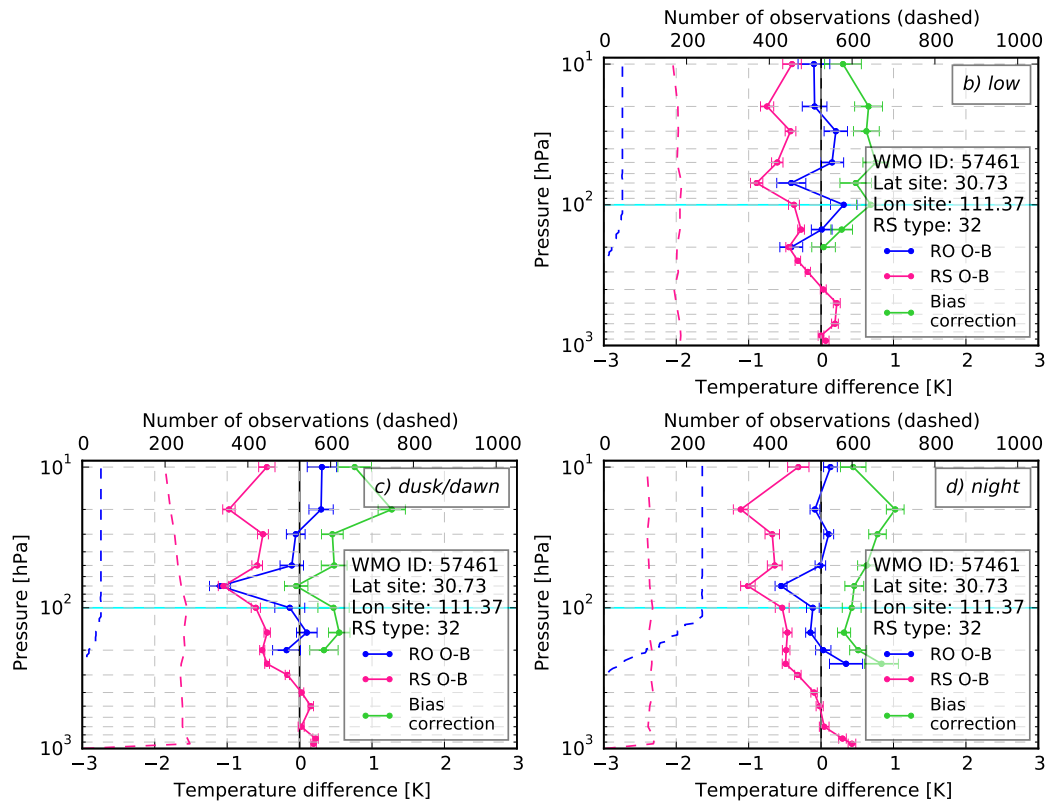 Number of observations (dashed)
0 200 400 600 800 1000
10¹
10²
10³
Pressure [hPa]
b) low
WMO ID: 57461
Lat site: 30.73
Lon site: 111.37
RS type: 32
RO O-B
RS O-B
Bias
correction
−3 −2 −1 0 1 2 3
Temperature difference [K]
Number of observations (dashed)
0 200 400 600 800 1000
10¹
10²
10³
Pressure [hPa]
c) dusk/dawn
WMO ID: 57461
Lat site: 30.73
Lon site: 111.37
RS type: 32
RO O-B
RS O-B
Bias
correction
−3 −2 −1 0 1 2 3
Temperature difference [K]
Number of observations (dashed)
0 200 400 600 800 1000
10¹
10²
10³
Pressure [hPa]
d) night
WMO ID: 57461
Lat site: 30.73
Lon site: 111.37
RS type: 32
RO O-B
RS O-B
Bias
correction
−3 −2 −1 0 1 2 3
Temperature difference [K]